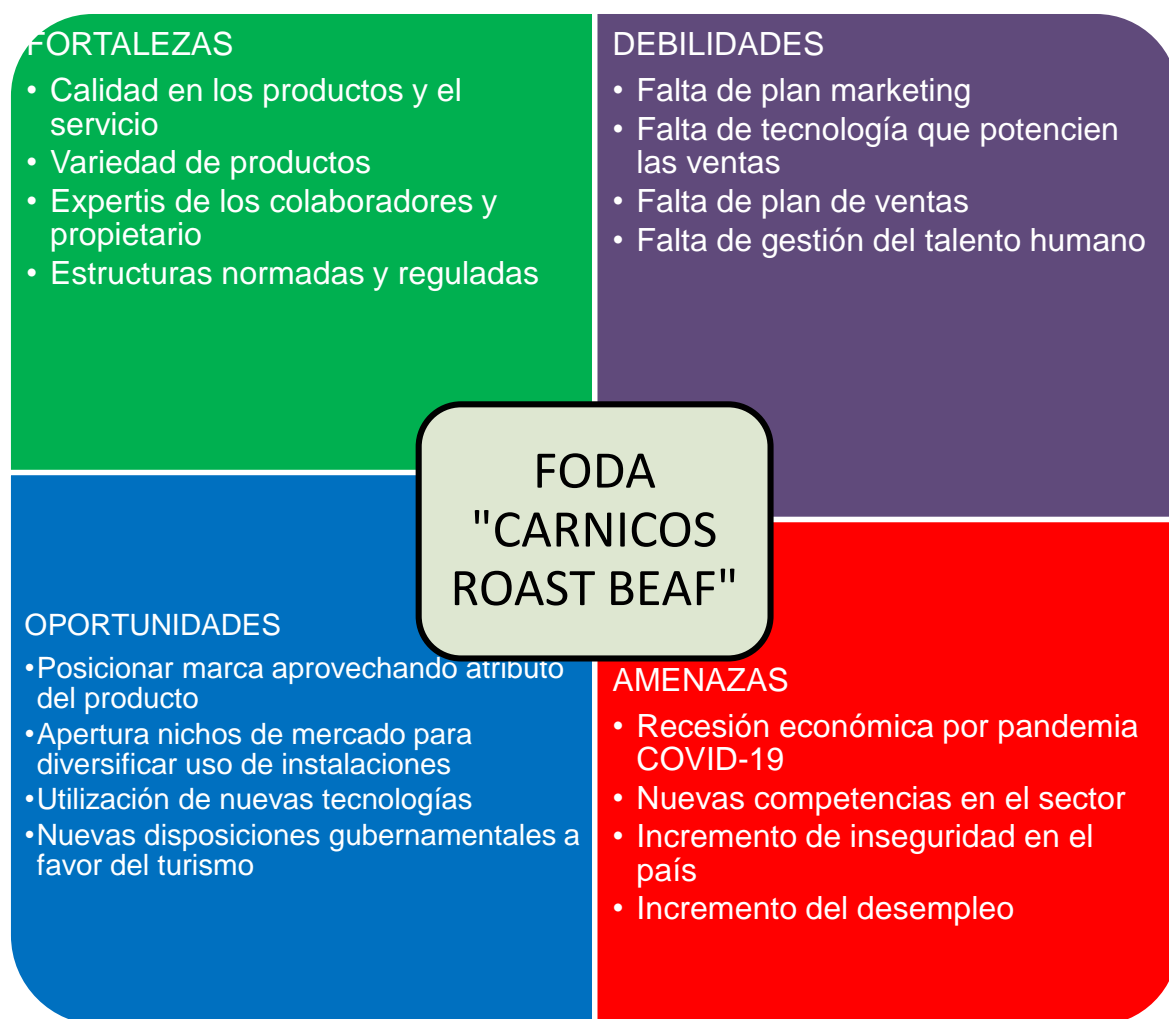 FORTALEZAS
• Calidad en los productos y el
servicio
• Variedad de productos
• Expertis de los colaboradores y
propietario
• Estructuras normadas y reguladas
DEBILIDADES
• Falta de plan marketing
• Falta de tecnología que potencien
las ventas
• Falta de plan de ventas
• Falta de gestión del talento humano
FODA
"CARNICOS
ROAST BEAF"
OPORTUNIDADES
•Posicionar marca aprovechando atributo
del producto
•Apertura nichos de mercado para
diversificar uso de instalaciones
•Utilización de nuevas tecnologías
•Nuevas disposiciones gubernamentales a
favor del turismo
AMENAZAS
• Recesión económica por pandemia
COVID-19
• Nuevas competencias en el sector
• Incremento de inseguridad en el
país
• Incremento del desempleo